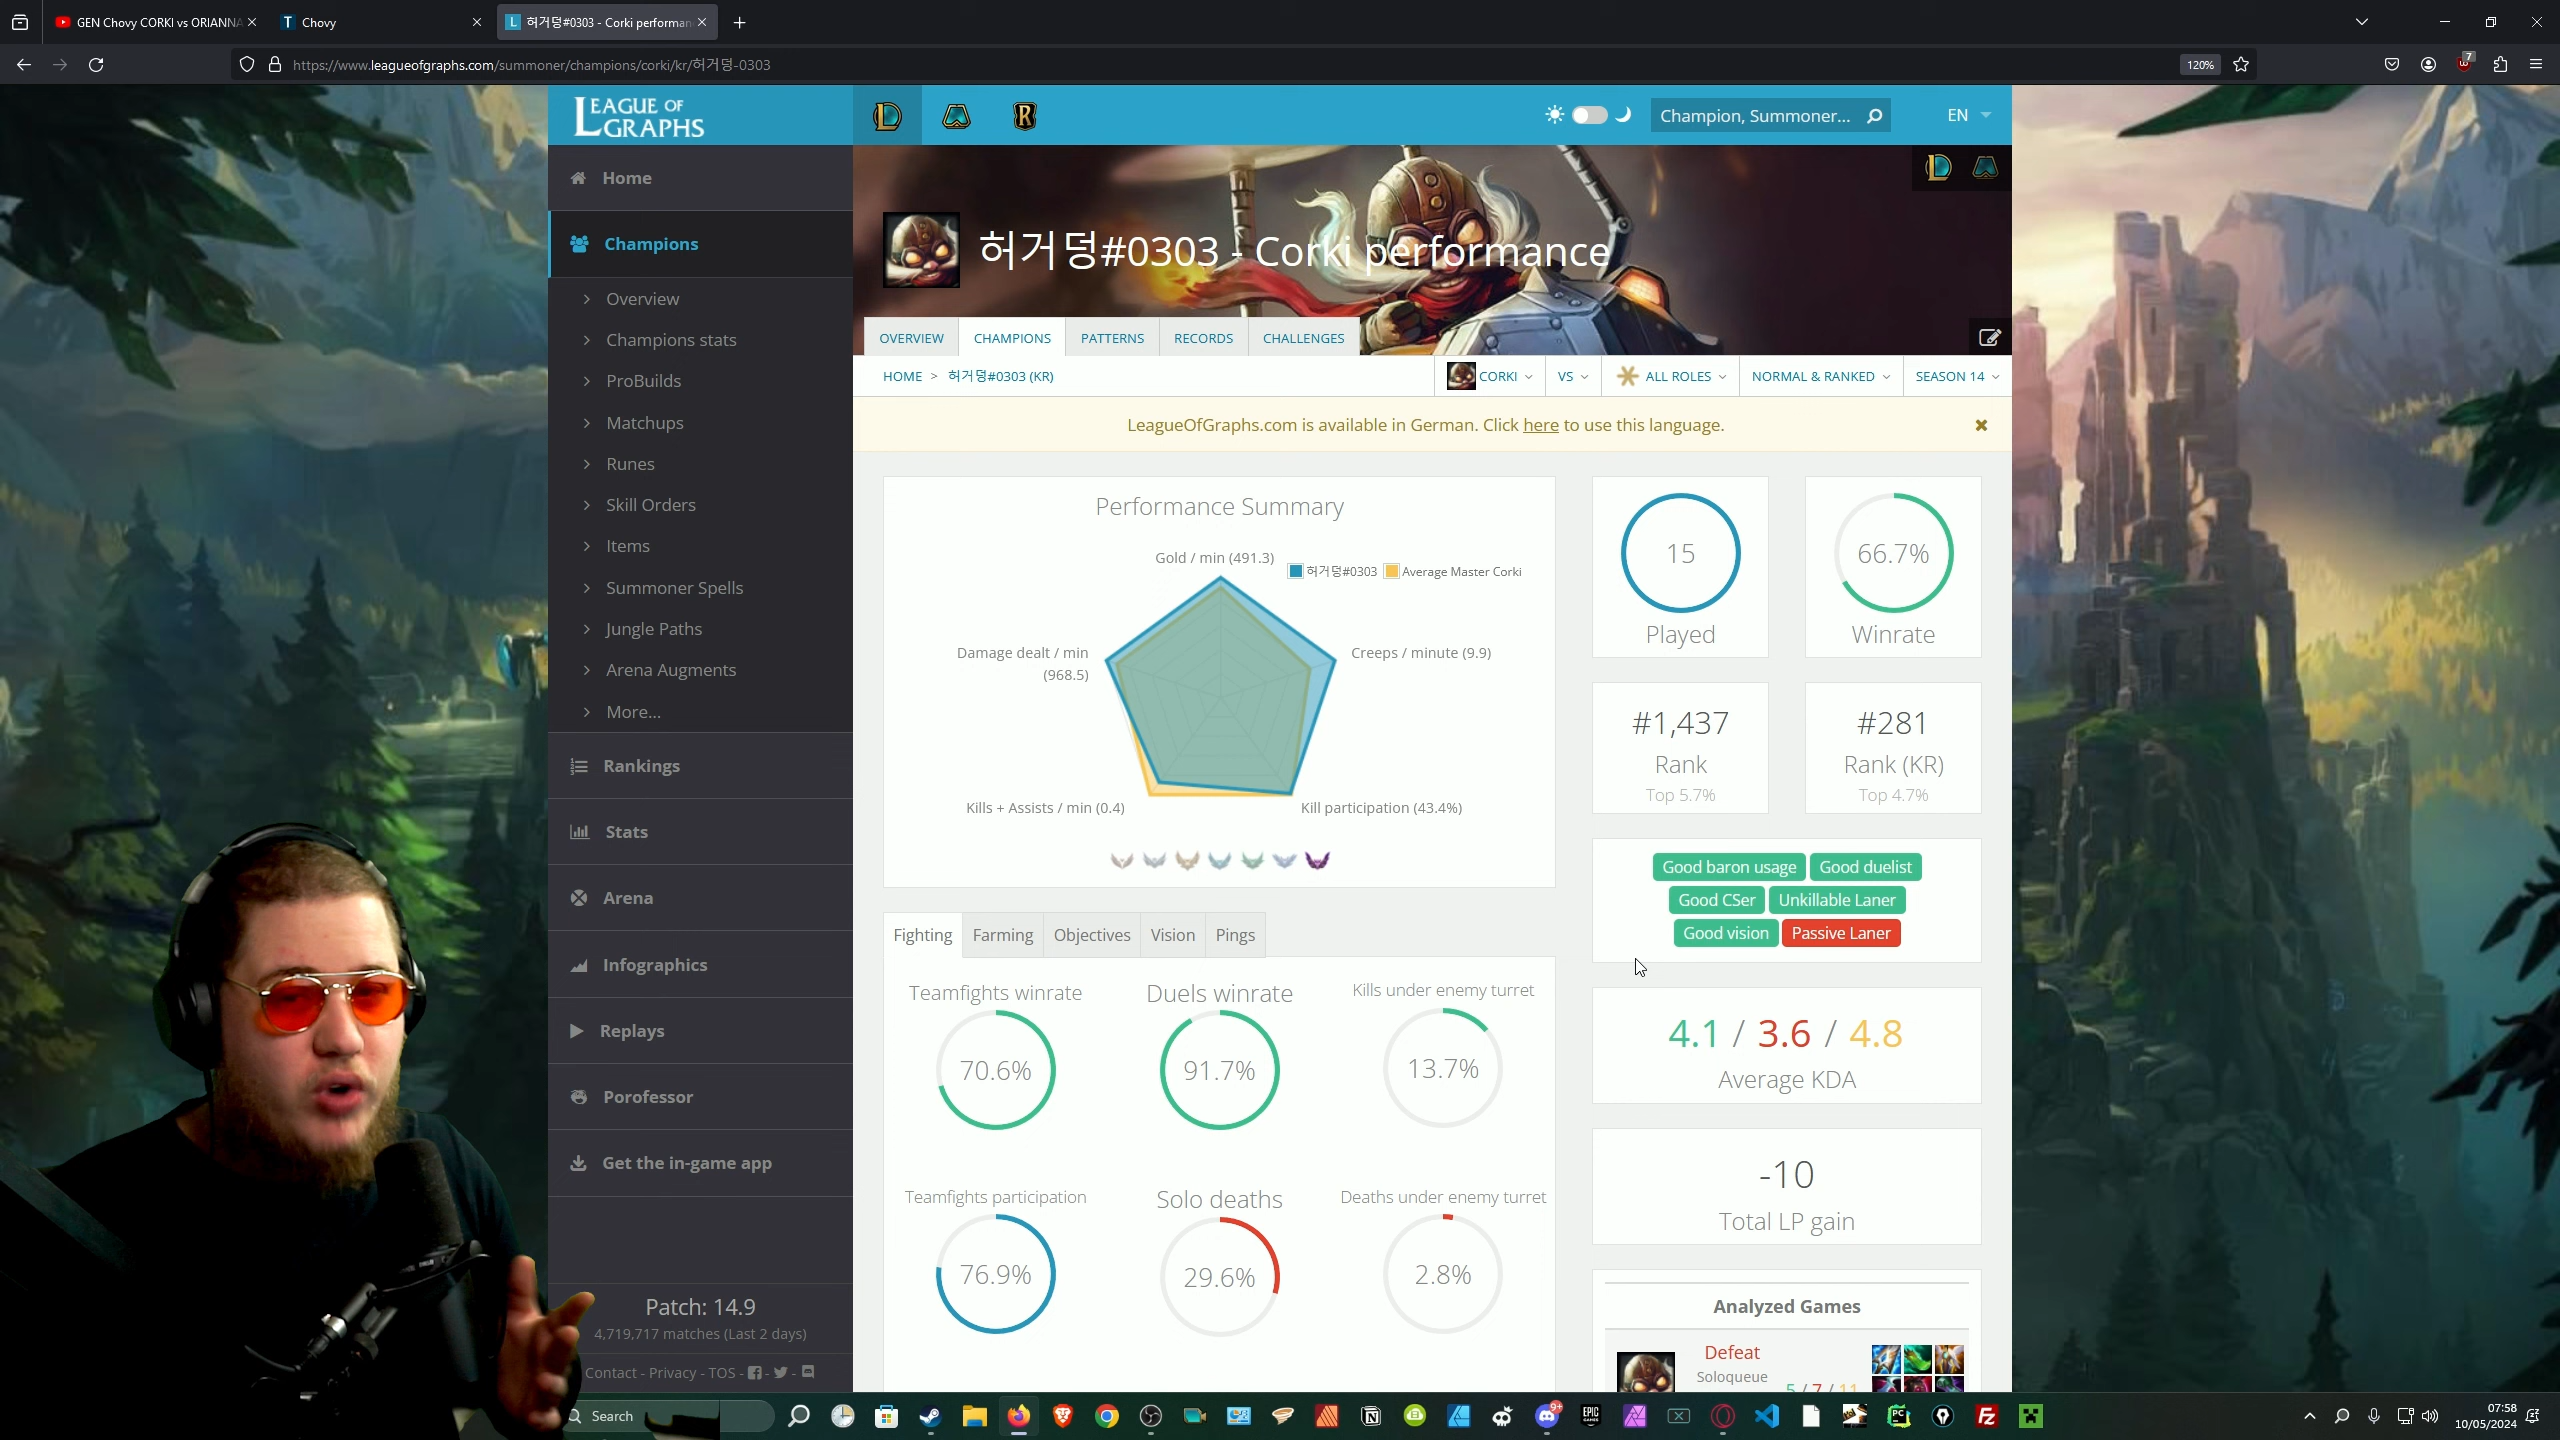 GEN Chovy CORKI vs ORIANNA
Chovy
허거덩#0303 - Corki performan
https://www.leagueofgraphs.com/summoner/champions/corki/kr/허거덩-0303
120%
7
LEAGUE OF
GRAPHS
Champion, Summoner...
EN
Home
Champions
Overview
Champions stats
ProBuilds
Matchups
Runes
Skill Orders
Items
Summoner Spells
Jungle Paths
Arena Augments
More...
Rankings
Stats
Arena
Infographics
Replays
Porofessor
Get the in-game app
Patch: 14.9
4,719,717 matches (Last 2 days)
Contact - Privacy - TOS -
허거덩#0303 - Corki performance
OVERVIEW
CHAMPIONS
PATTERNS
RECORDS
CHALLENGES
HOME > 허거덩#0303 (KR)
CORKI
VS
ALL ROLES
NORMAL & RANKED
SEASON 14
LeagueOfGraphs.com is available in German. Click here to use this language.
Performance Summary
Gold / min (491.3)
허거덩#0303
Average Master Corki
Damage dealt / min
(968.5)
Creeps / minute (9.9)
Kills + Assists / min (0.4)
Kill participation (43.4%)
15
Played
66.7%
Winrate
#1,437
Rank
Top 5.7%
#281
Rank (KR)
Top 4.7%
Good baron usage
Good duelist
Good CSer
Unkillable Laner
Good vision
Passive Laner
Fighting
Farming
Objectives
Vision
Pings
Teamfights winrate
70.6%
Duels winrate
91.7%
Kills under enemy turret
13.7%
Teamfights participation
76.9%
Solo deaths
29.6%
Deaths under enemy turret
2.8%
4.1 / 3.6 / 4.8
Average KDA
-10
Total LP gain
Analyzed Games
Defeat
Soloqueue
5 / 7 / 11
Search
9+
07:58
10/05/2024